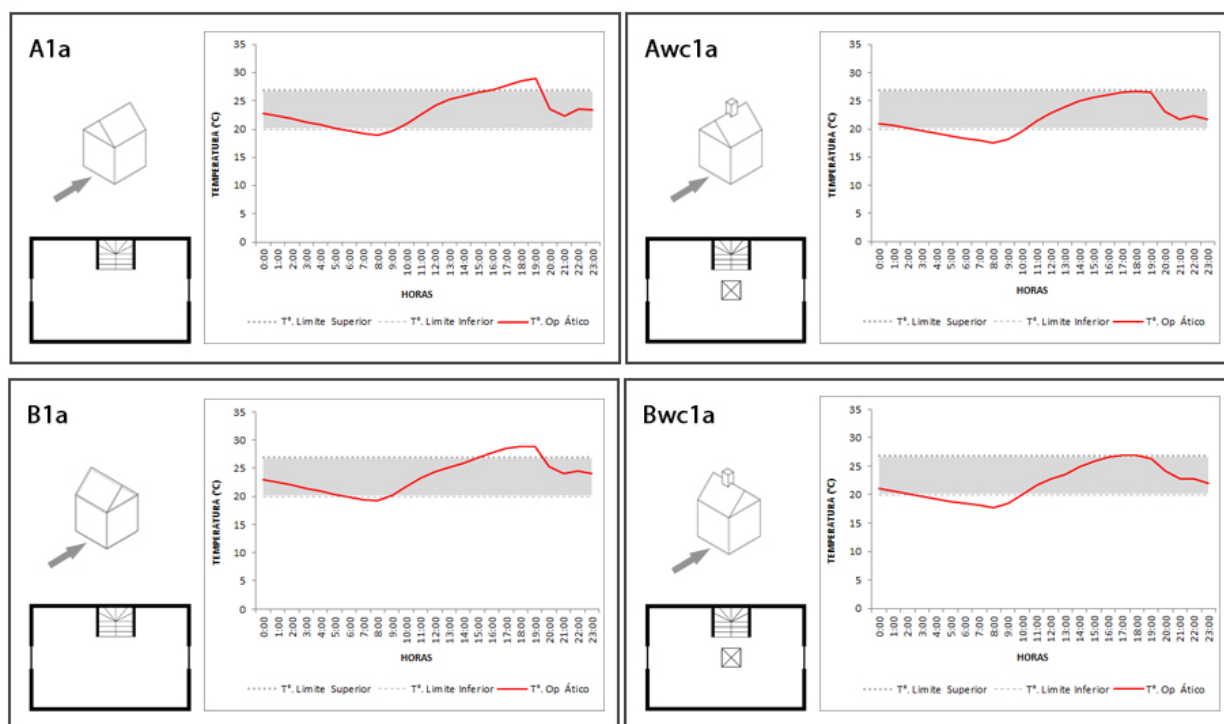 A1a
TEMPERATURA (°C)
35
30
25
20
15
10
5
0
0:00 1:00 2:00 3:00 4:00 5:00 6:00 7:00 8:00 9:00 10:00 11:00 12:00 13:00 14:00 15:00 16:00 17:00 18:00 19:00 20:00 21:00 22:00 23:00
HORAS
Tª. Limite Superior Tª. Limite Inferior Tª. Op Ático
Awc1a
TEMPERATURA (°C)
35
30
25
20
15
10
5
0
0:00 1:00 2:00 3:00 4:00 5:00 6:00 7:00 8:00 9:00 10:00 11:00 12:00 13:00 14:00 15:00 16:00 17:00 18:00 19:00 20:00 21:00 22:00 23:00
HORAS
Tª. Limite Superior Tª. Limite Inferior Tª. Op Ático
B1a
TEMPERATURA (°C)
35
30
25
20
15
10
5
0
0:00 1:00 2:00 3:00 4:00 5:00 6:00 7:00 8:00 9:00 10:00 11:00 12:00 13:00 14:00 15:00 16:00 17:00 18:00 19:00 20:00 21:00 22:00 23:00
HORAS
Tª. Limite Superior Tª. Limite Inferior Tª. Op Ático
Bwc1a
TEMPERATURA (°C)
35
30
25
20
15
10
5
0
0:00 1:00 2:00 3:00 4:00 5:00 6:00 7:00 8:00 9:00 10:00 11:00 12:00 13:00 14:00 15:00 16:00 17:00 18:00 19:00 20:00 21:00 22:00 23:00
HORAS
Tª. Limite Superior Tª. Limite Inferior Tª. Op Ático